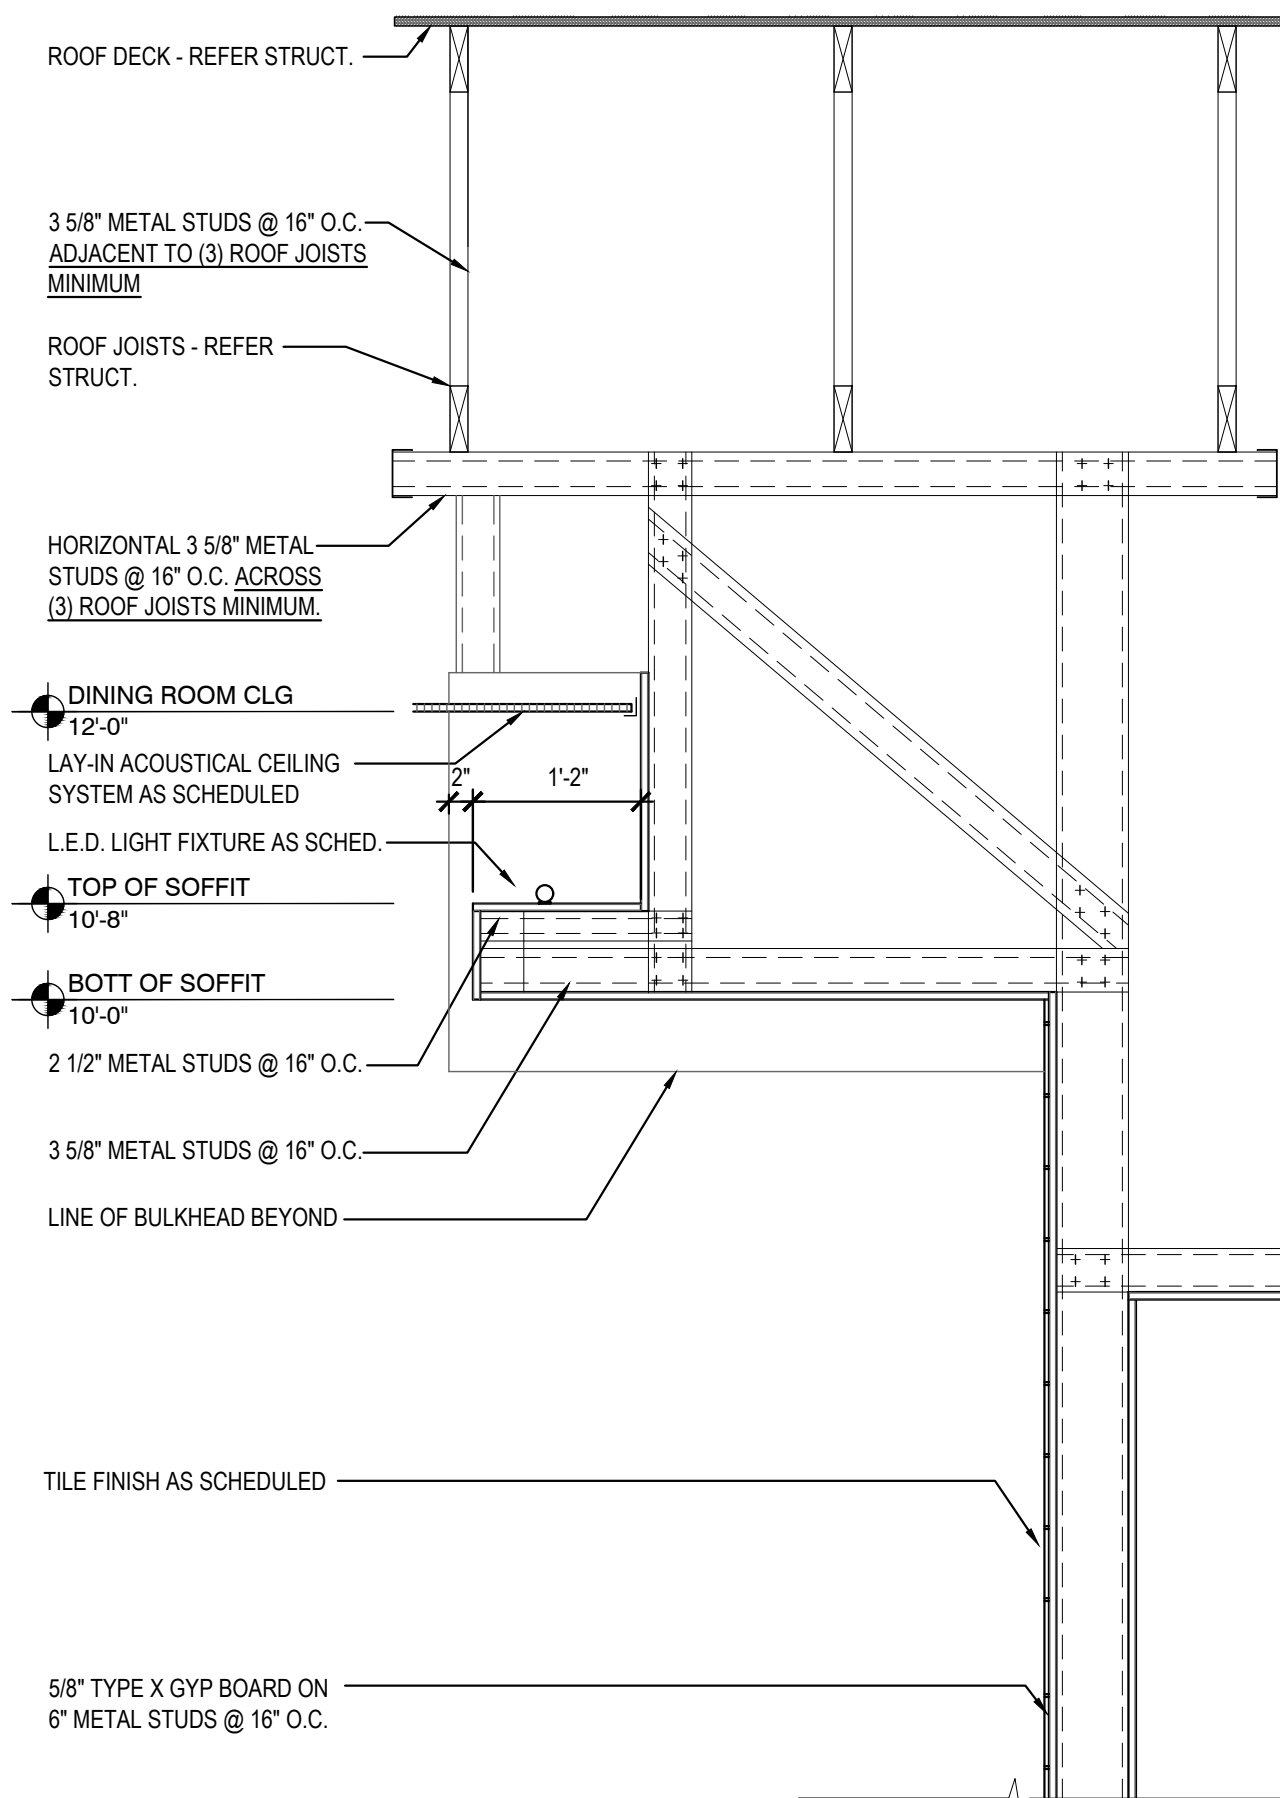 ROOF DECK - REFER STRUCT.
3 5/8" METAL STUDS @ 16" O.C.
ADJACENT TO (3) ROOF JOISTS
MINIMUM
ROOF JOISTS - REFER
STRUCT.
HORIZONTAL 3 5/8" METAL
STUDS @ 16" O.C. ACROSS
(3) ROOF JOISTS MINIMUM.
DINING ROOM CLG
12'-0"
LAY-IN ACOUSTICAL CEILING
SYSTEM AS SCHEDULED
2" 1'-2"
L.E.D. LIGHT FIXTURE AS SCHED.
TOP OF SOFFIT
10'-8"
BOTT OF SOFFIT
10'-0"
2 1/2" METAL STUDS @ 16" O.C.
3 5/8" METAL STUDS @ 16" O.C.
LINE OF BULKHEAD BEYOND
TILE FINISH AS SCHEDULED
5/8" TYPE X GYP BOARD ON
6" METAL STUDS @ 16" O.C.